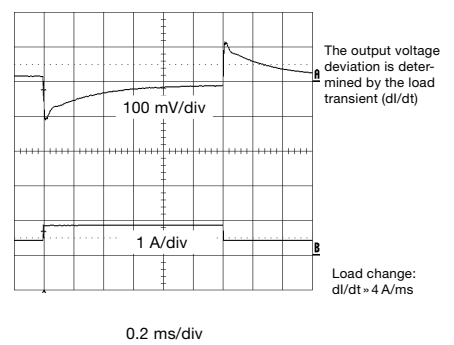 The output voltage
deviation is deter-
mined by the load
transient (dI/dt)
A
100 mV/div
1 A/div
B
Load change:
dI/dt » 4 A/ms
0.2 ms/div